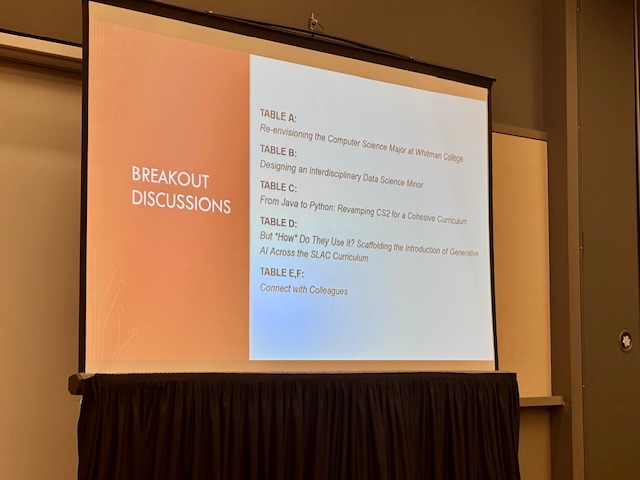 BREAKOUT
DISCUSSIONS
TABLE A:
Re-envisioning the Computer Science Major at Whitman College
TABLE B:
Designing an Interdisciplinary Data Science Minor
TABLE C:
From Java to Python: Revamping CS2 for a Cohesive Curriculum
TABLE D:
But *How* Do They Use It? Scaffolding the Introduction of Generative
AI Across the SLAC Curriculum
TABLE E,F:
Connect with Colleagues